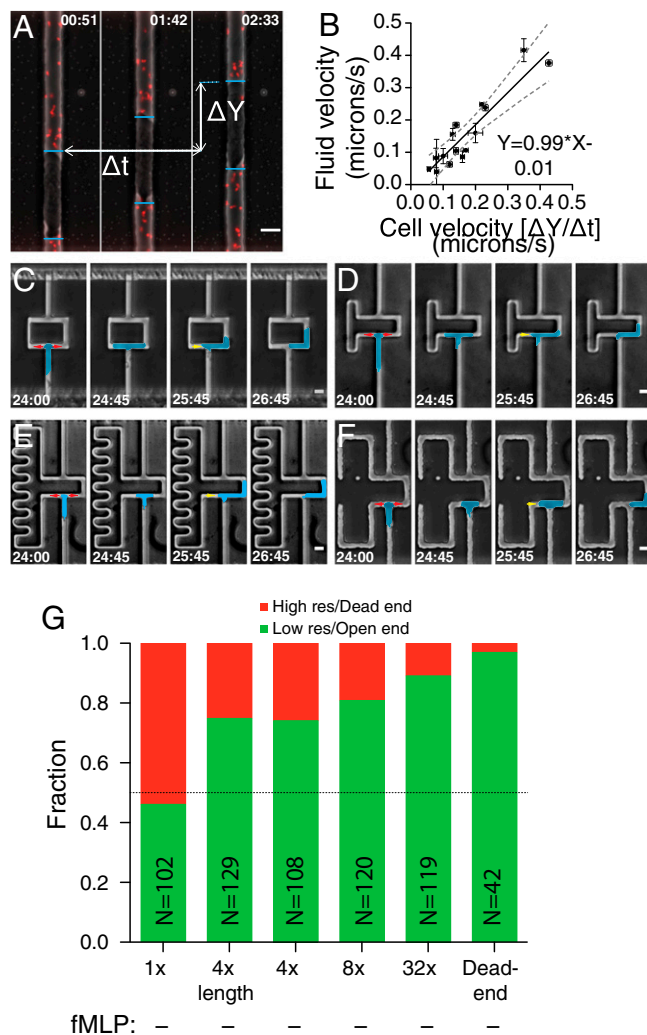 A
00:51
01:42
02:33
ΔY
Δt
B
Fluid velocity
(microns/s)
0.5
0.4
0.3
0.2
0.1
0.0
Y=0.99*X-
0.01
0.0
0.1
0.2
0.3
0.4
0.5
Cell velocity [ΔY/Δt]
(microns/s)
C
24:00
24:45
25:45
26:45
D
24:00
24:45
25:45
26:45
E
24:00
24:45
25:45
26:45
F
24:00
24:45
25:45
26:45
G
High res/Dead end
Low res/Open end
Fraction
1.0
0.8
0.6
0.4
0.2
0.0
N=102
N=129
N=108
N=120
N=119
N=42
1x
4x
length
4x
8x
32x
Dead-
end
fMLP: – – – – – –